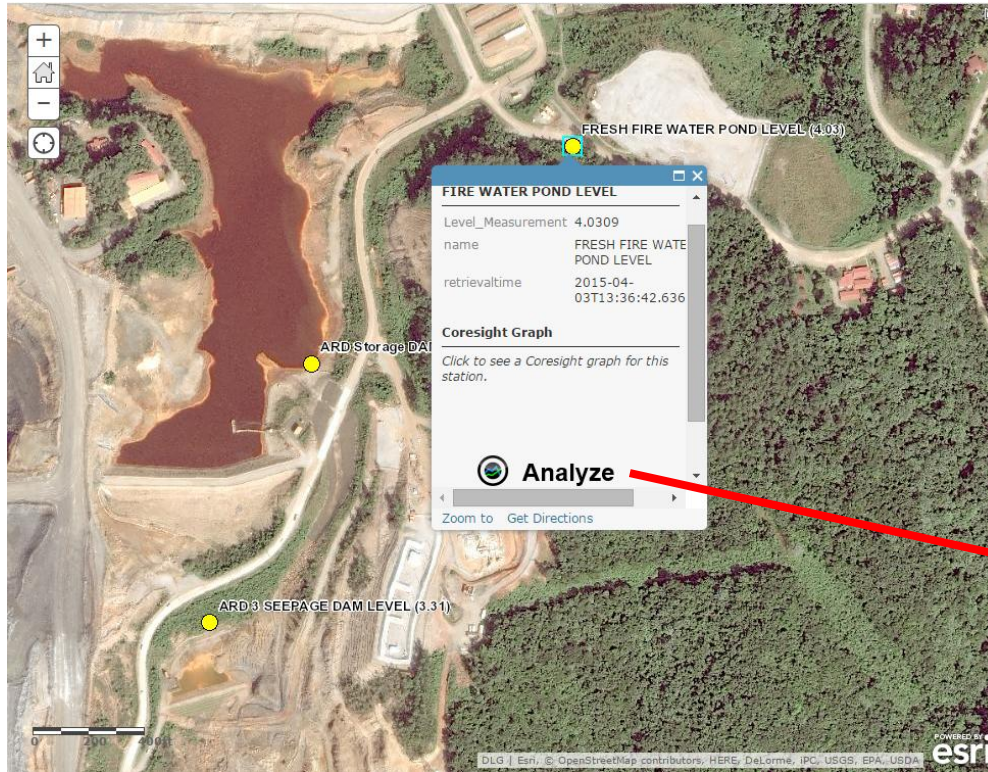 +
−
FRESH FIRE WATER POND LEVEL (4.03)
FIRE WATER POND LEVEL
Level_Measurement 4.0309
name FRESH FIRE WATE
POND LEVEL
retrievaltime 2015-04-
03T13:36:42.636
Coresight Graph
Click to see a Coresight graph for this
station.
Analyze
Zoom to Get Directions
ARD Storage DA
ARD 3 SEEPAGE DAM LEVEL (3.31)
0 200 400ft
DLG | Esri, © OpenStreetMap contributors, HERE, DeLorme, iPC, USGS, EPA, USDA
POWERED BY
esri